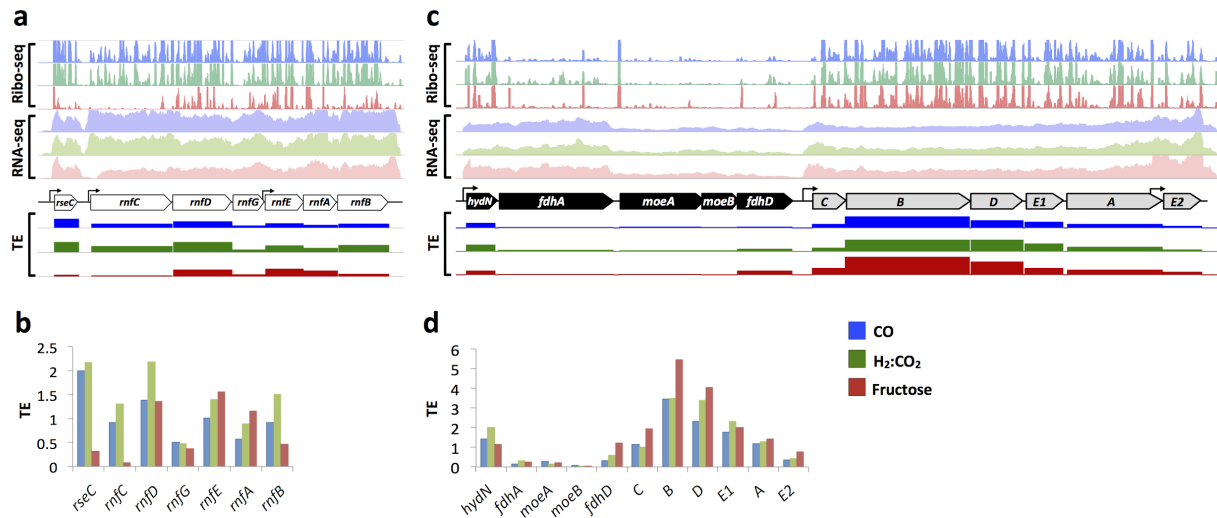 a
Ribo-seq
RNA-seq
rseC rnfC rnfD rnfG rnfE rnfA rnfB
TE
c
Ribo-seq
RNA-seq
hydN fdhA moeA moeB fdhD C B D E1 A E2
TE
b
TE
2.5
2
1.5
1
0.5
0
rseC rnfC rnfD rnfG rnfE rnfA rnfB
d
TE
6
5
4
3
2
1
0
hydN fdhA moeA moeB fdhD C B D E1 A E2
CO
H₂:CO₂
Fructose